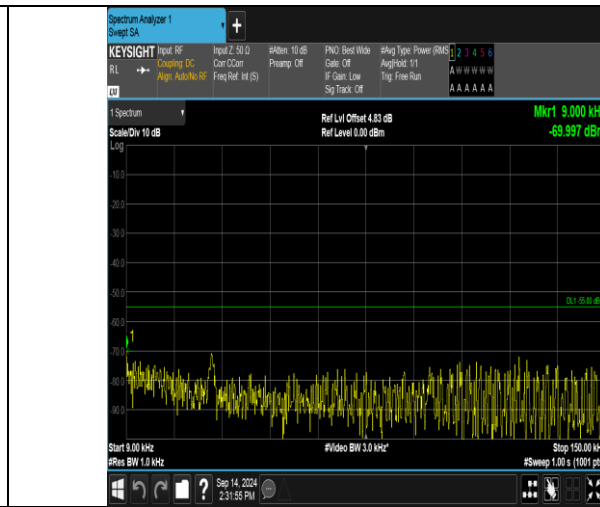 Spectrum Analyzer 1
Swept SA
+
KEYSIGHT Input: RF Input Z: 50 Ω #Atten: 10 dB PNO: Best Wide #Avg Type: Power (RMS 1 2 3 4 5 6
RL Coupling: DC Corr CCorr Preamp: Off Gate: Off Avg|Hold: 1/1 A W W W W W
Align: Auto/No RF Freq Ref: Int (S) IF Gain: Low Trig: Free Run
Sig Track: Off A A A A A A
LXI
1 Spectrum Ref Lvl Offset 4.83 dB Mkr1 9.000 kH
Scale/Div 10 dB Ref Level 0.00 dBm -69.997 dBr
Log
-10.0
-20.0
-30.0
-40.0
-50.0
DL1 -55.00 dB
-60.0
1
-70.0
-80.0
-90.0
Start 9.00 kHz #Video BW 3.0 kHz* Stop 150.00 kH
#Res BW 1.0 kHz #Sweep 1.00 s (1001 pt
? Sep 14, 2024
2:31:55 PM